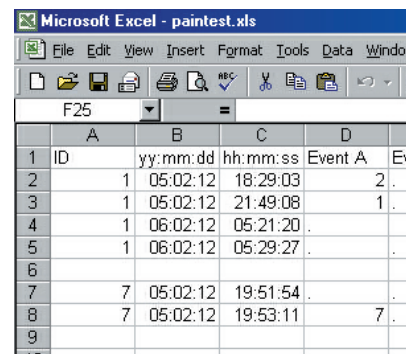 Microsoft Excel - paintest.xls
File Edit View Insert Format Tools Data Windo
F25 =
A B C D
1 ID yy:mm:dd hh:mm:ss Event A Ev
2 1 05:02:12 18:29:03 2 .
3 1 05:02:12 21:49:08 1 .
4 1 06:02:12 05:21:20 . .
5 1 06:02:12 05:29:27 . .
6
7 7 05:02:12 19:51:54 . .
8 7 05:02:12 19:53:11 7 .
9